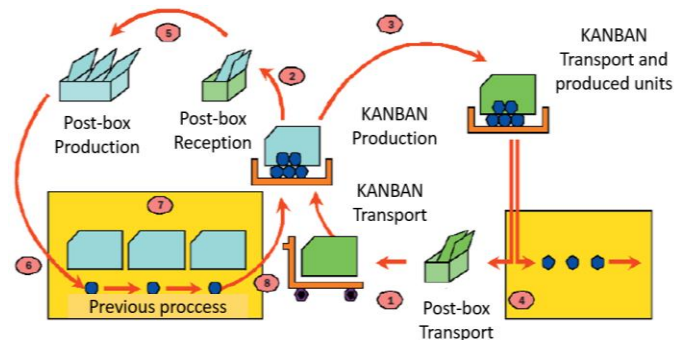 5
3
KANBAN
Transport and
produced units
2
Post-box
Production
Post-box
Reception
KANBAN
Production
7
KANBAN
Transport
6
8
Previous proccess
1
Post-box
Transport
4